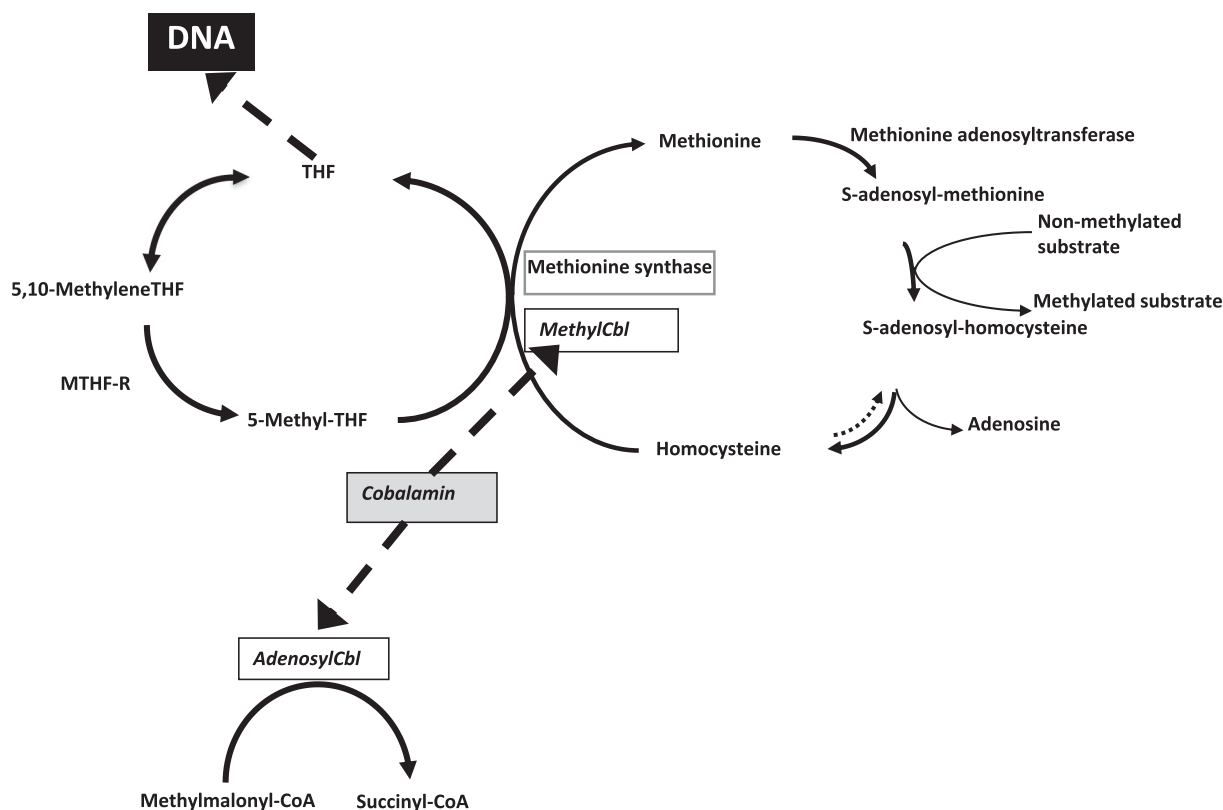 DNA
THF
Methionine
Methionine adenosyltransferase
S-adenosyl-methionine
Non-methylated
substrate
Methionine synthase
5,10-MethyleneTHF
Methylated substrate
MethylCbl
S-adenosyl-homocysteine
MTHF-R
5-Methyl-THF
Adenosine
Homocysteine
Cobalamin
AdenosylCbl
Methylmalonyl-CoA
Succinyl-CoA